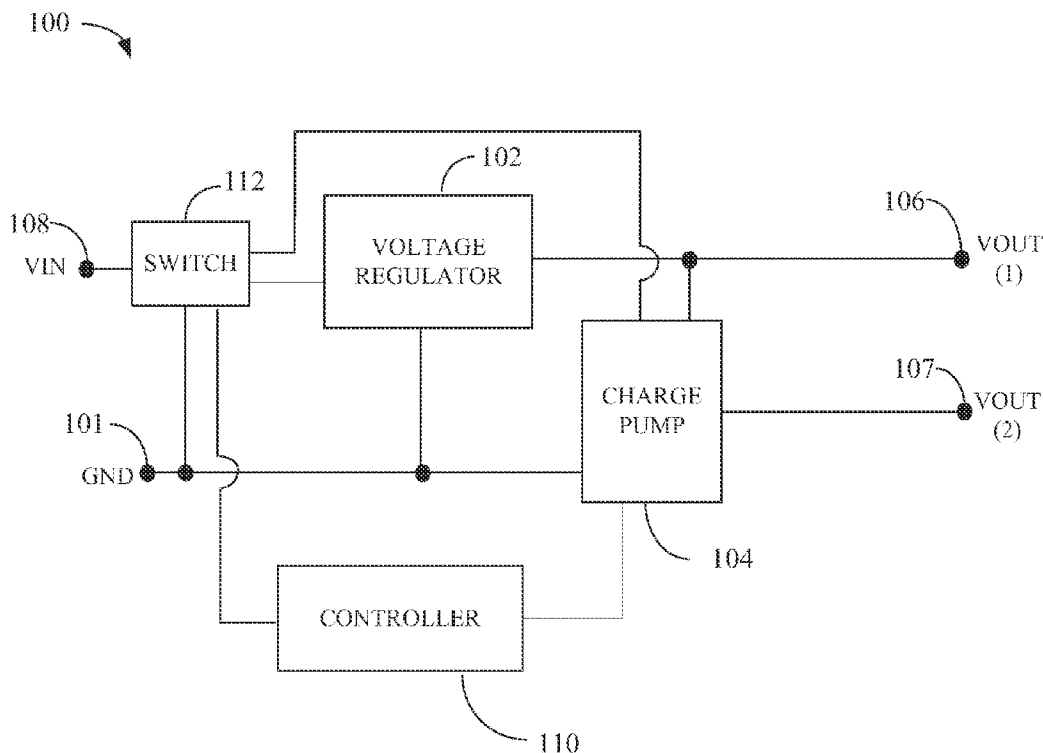 100
102
112
108
VIN
SWITCH
VOLTAGE
REGULATOR
106
VOUT
(1)
CHARGE
PUMP
107
VOUT
(2)
101
GND
104
CONTROLLER
110